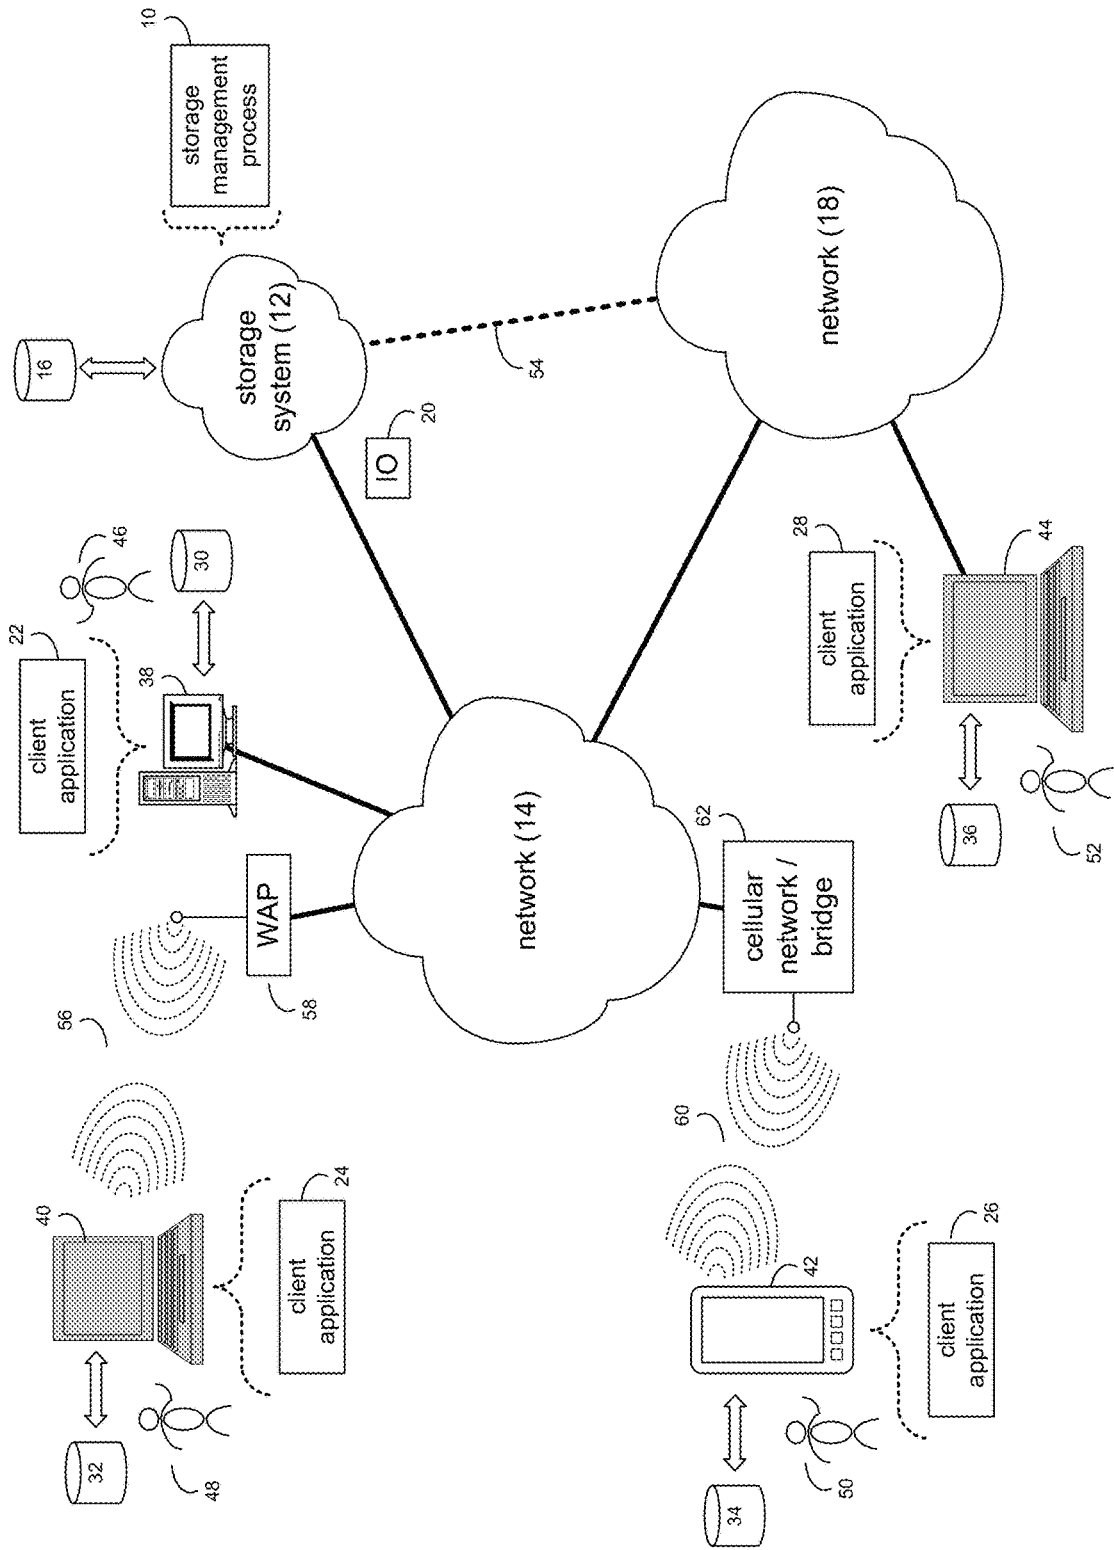 16
10
22
client
application
40
56
46
32
38
storage
management
process
30
48
WAP
storage
system (12)
58
client
application
24
IO
20
network (14)
54
60
62
34
cellular
network /
bridge
42
28
client
application
network (18)
50
client
application
26
36
44
52